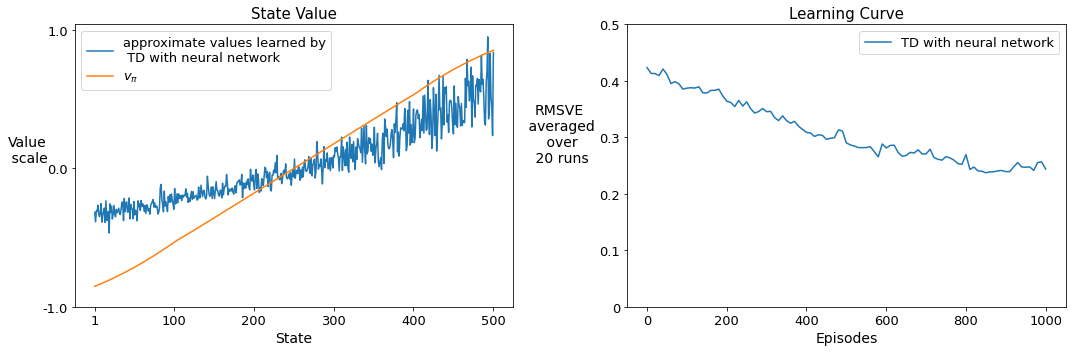 State Value
1.0
0.0
-1.0
Value
scale
approximate values learned by
TD with neural network
vπ
1 100 200 300 400 500
State
Learning Curve
0.5
0.4
0.3
0.2
0.1
0
RMSVE
averaged
over
20 runs
TD with neural network
0 200 400 600 800 1000
Episodes